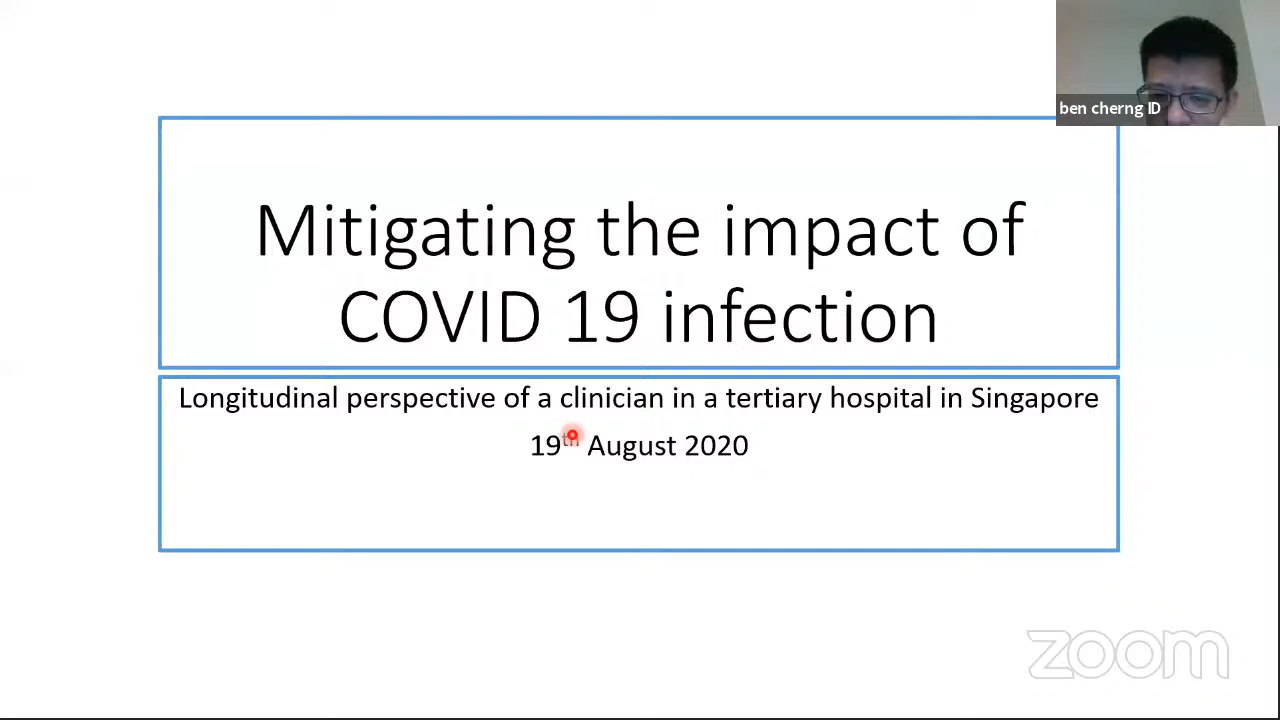 ben cherng ID
Mitigating the impact of
COVID 19 infection
Longitudinal perspective of a clinician in a tertiary hospital in Singapore
19th August 2020
zoom